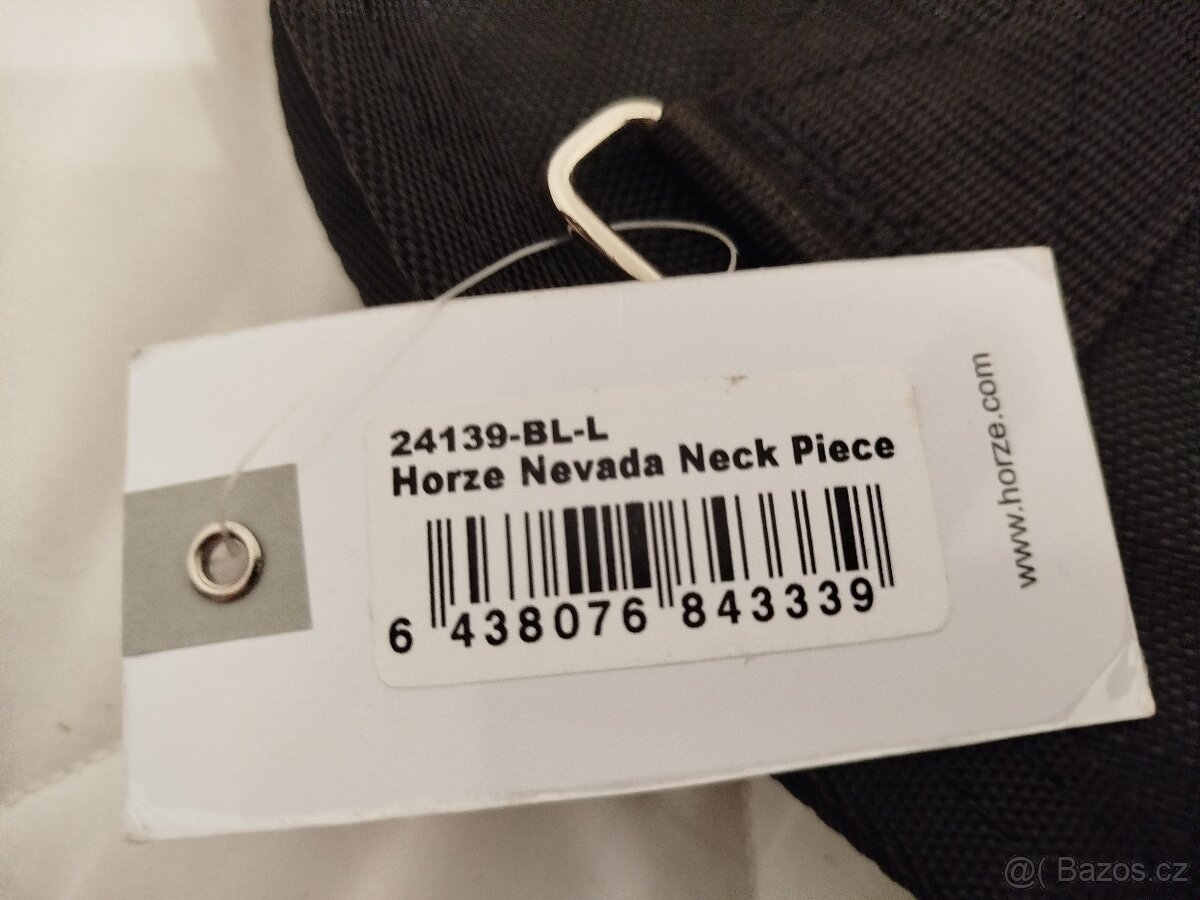 24139-BL-L
Horze Nevada Neck Piece
6 438076 843339
www.horze.com
@( Bazos.cz